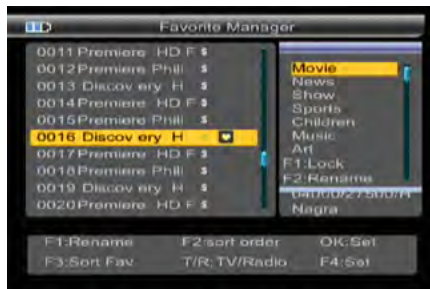 Favorite Manager
0011 Premiere HD F $
0012 Premiere Phili $
0013 Discov ery H $
0014 Premiere HD F $
0015 Premiere Phili $
0016 Discov ery H
0017 Premiere HD F $
0018 Premiere Phili $
0019 Discov ery H $
0020 Premiere HD F $
Movie
News
Show
Sports
Children
Music
Art
F1:Lock
F2:Rename
04000/27500/H
Nagra
F1:Rename F2:sort order OK:Set
F3:Sort Fav T/R: TV/Radio F4:Sat